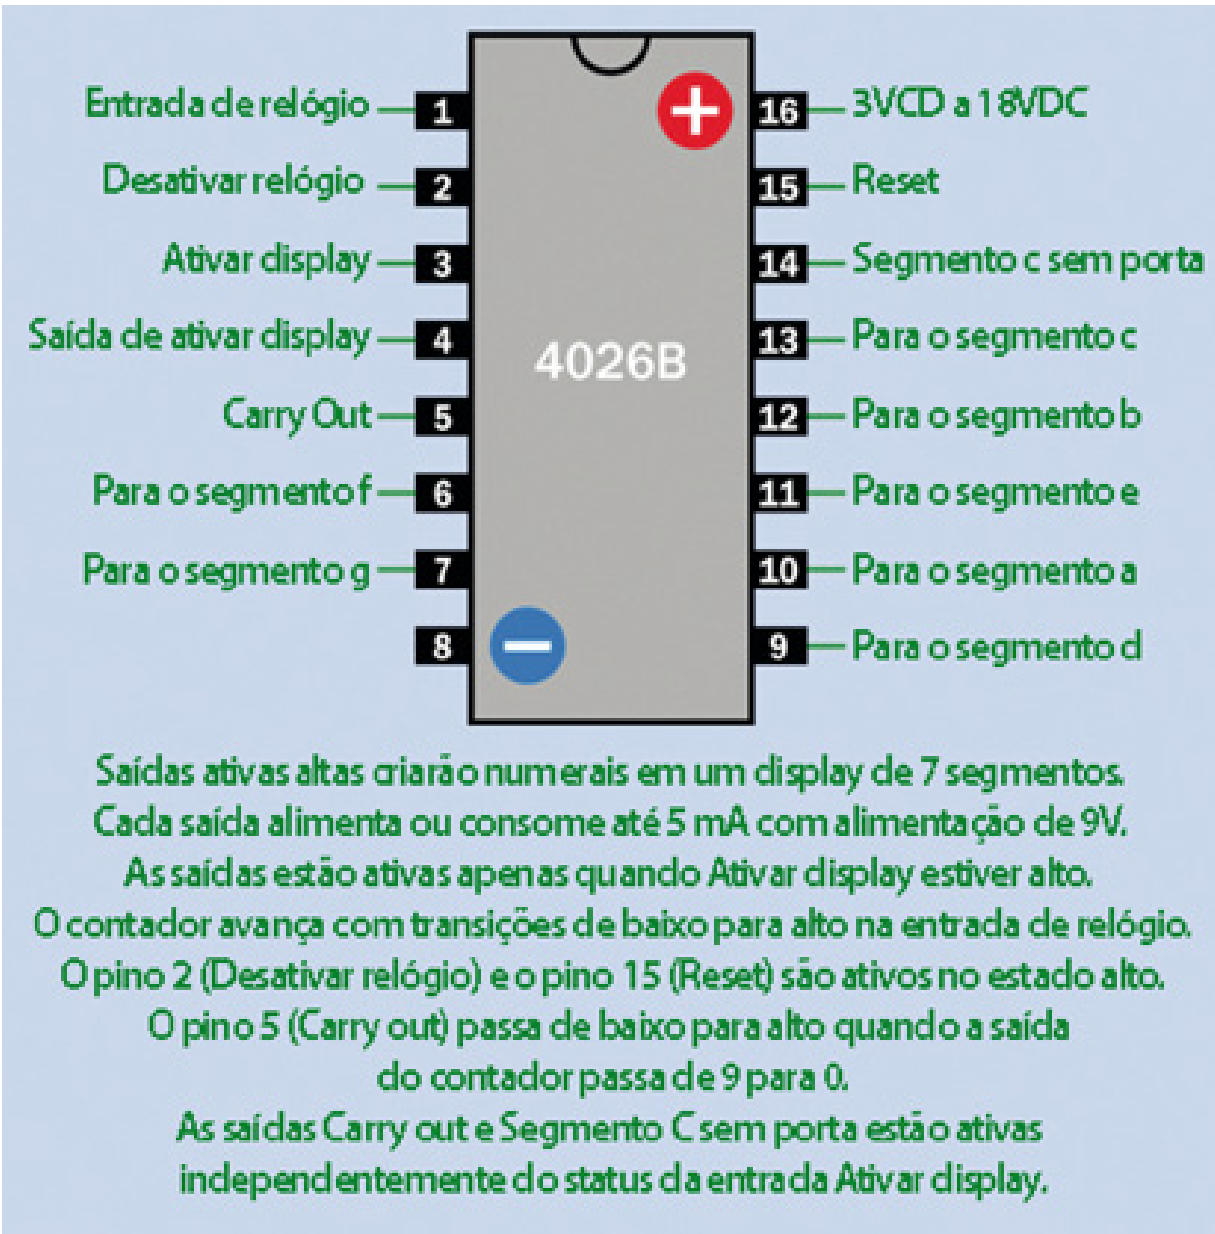 Entrada de relógio 1 16 3VCD a 18VDC
Desativar relógio 2 15 Reset
Ativar display 3 14 Segmento c sem porta
Saída de ativar display 4 13 Para o segmento c
4026B
Carry Out 5 12 Para o segmento b
Para o segmento f 6 11 Para o segmento e
Para o segmento g 7 10 Para o segmento a
8 9 Para o segmento d
Saídas ativas altas criarão numerais em um display de 7 segmentos.
Cada saída alimenta ou consome até 5 mA com alimentação de 9V.
As saídas estão ativas apenas quando Ativar display estiver alto.
O contador avança com transições de baixo para alto na entrada de relógio.
O pino 2 (Desativar relógio) e o pino 15 (Reset) são ativos no estado alto.
O pino 5 (Carry out) passa de baixo para alto quando a saída
do contador passa de 9 para 0.
As saídas Carry out e Segmento C sem porta estão ativas
independentemente do status da entrada Ativar display.